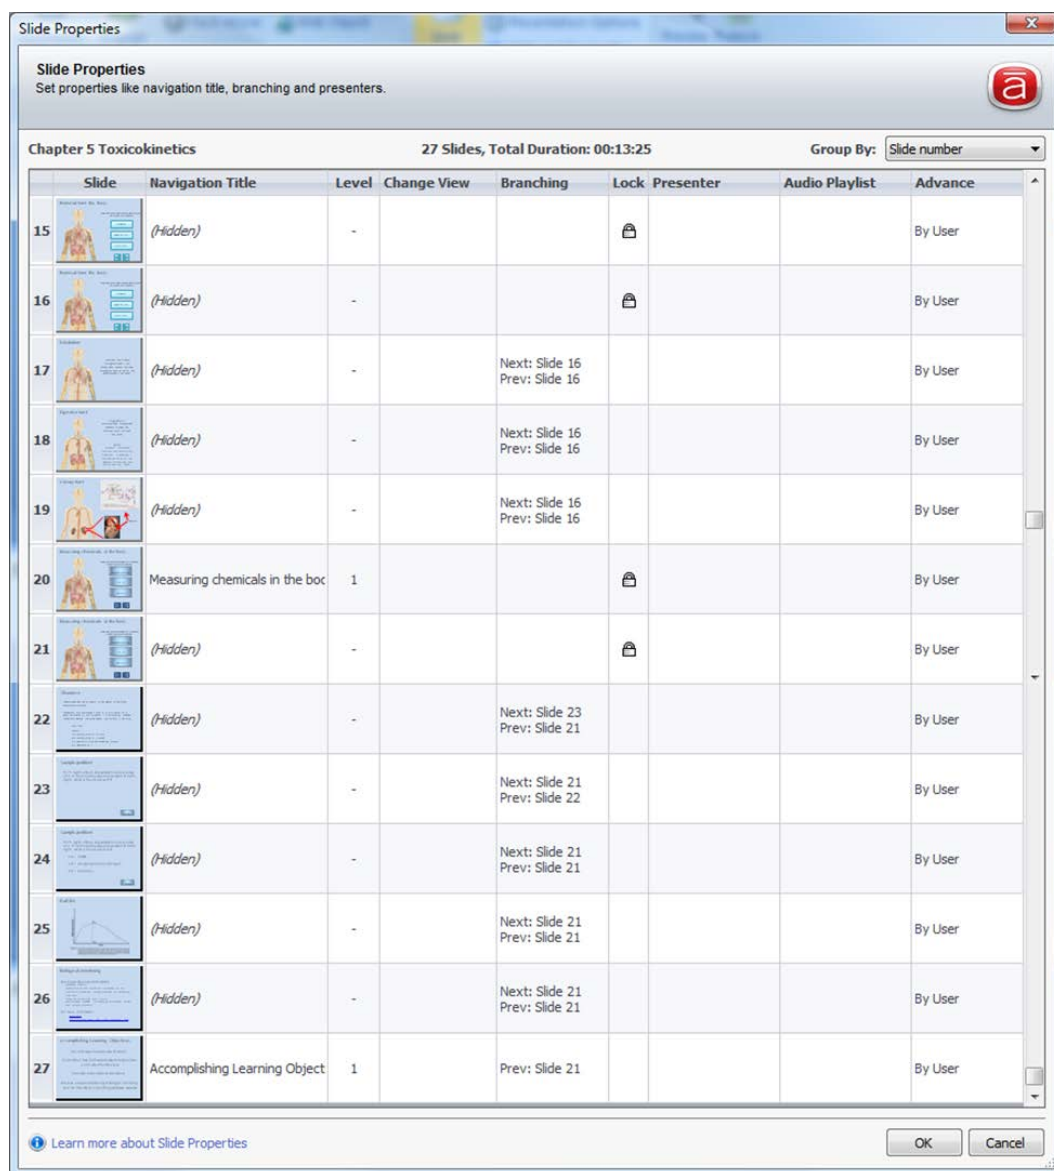 Slide Properties
Slide Properties
Set properties like navigation title, branching and presenters.
Chapter 5 Toxicokinetics 27 Slides, Total Duration: 00:13:25 Group By: Slide number
Slide Navigation Title Level Change View Branching Lock Presenter Audio Playlist Advance
15 (Hidden) - By User
16 (Hidden) - By User
17 (Hidden) - Next: Slide 16 By User
Prev: Slide 16
18 (Hidden) - Next: Slide 16 By User
Prev: Slide 16
19 (Hidden) - Next: Slide 16 By User
Prev: Slide 16
20 Measuring chemicals in the boc 1 By User
21 (Hidden) - By User
22 (Hidden) - Next: Slide 23 By User
Prev: Slide 21
23 (Hidden) - Next: Slide 21 By User
Prev: Slide 22
24 (Hidden) - Next: Slide 21 By User
Prev: Slide 21
25 (Hidden) - Next: Slide 21 By User
Prev: Slide 21
26 (Hidden) - Next: Slide 21 By User
Prev: Slide 21
27 Accomplishing Learning Object 1 Prev: Slide 21 By User
Learn more about Slide Properties OK Cancel